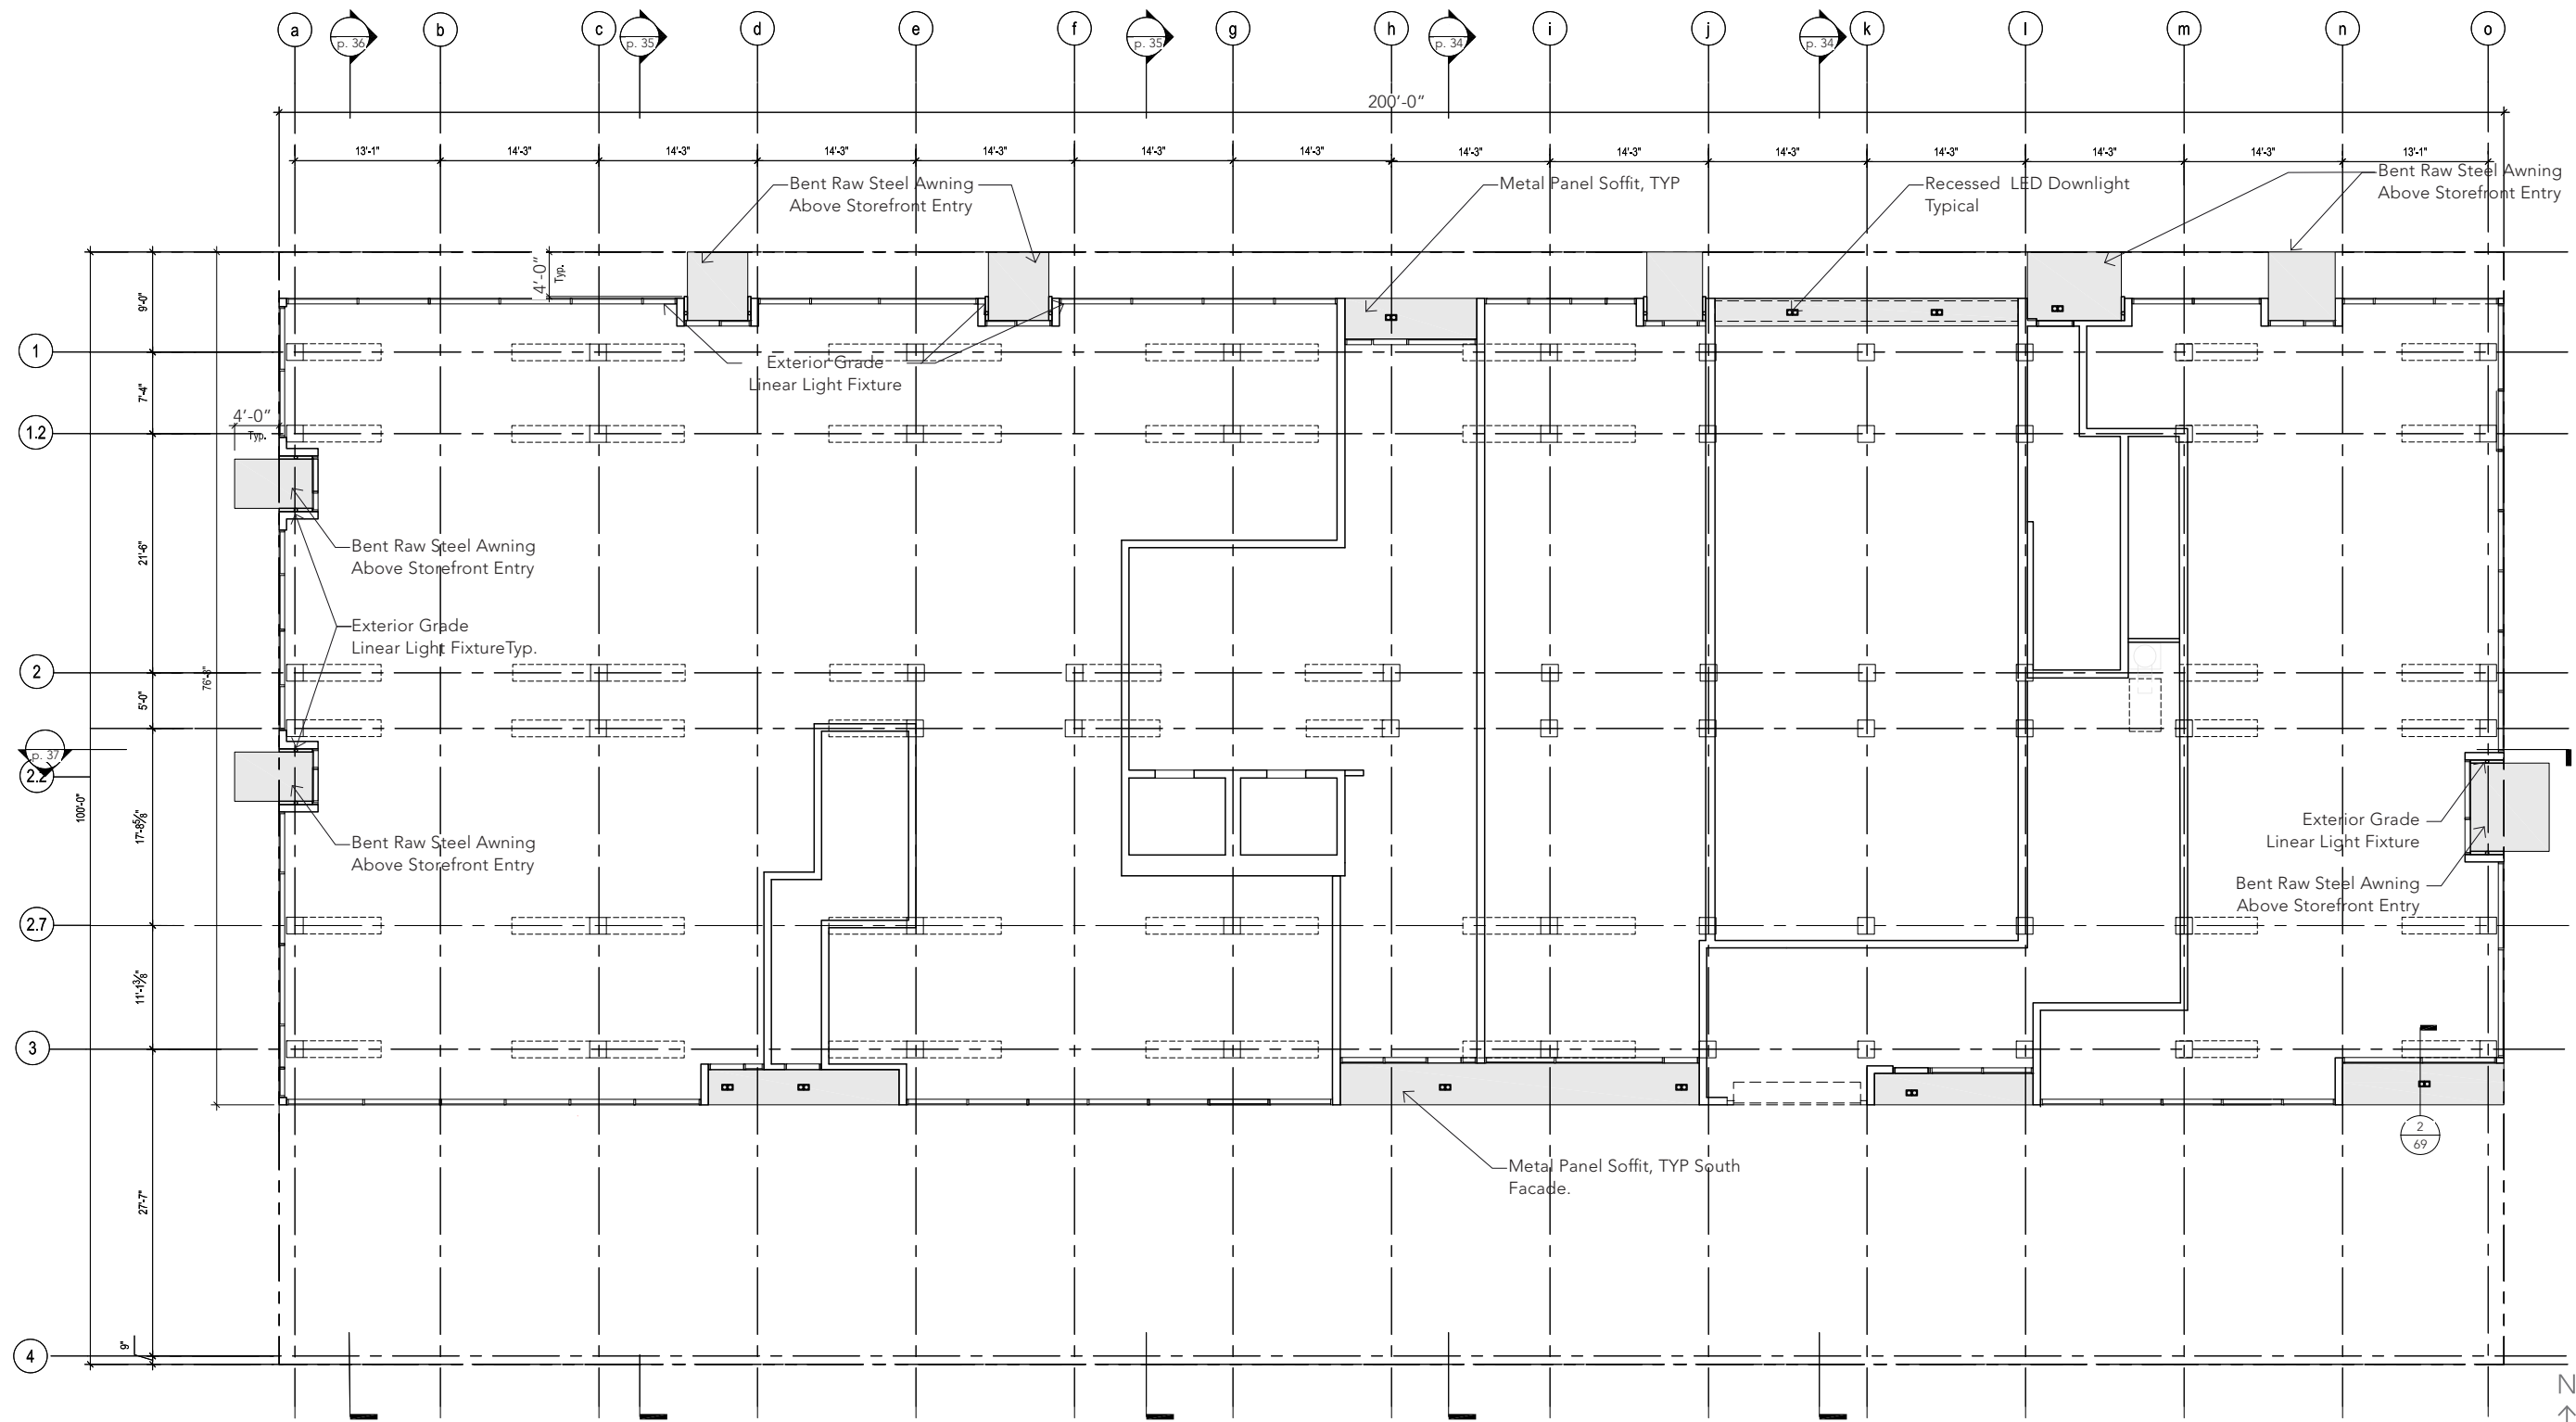 a
p. 36
b
c
p. 35
d
e
f
p. 35
g
h
p. 34
i
j
p. 34
k
l
m
n
o
200'-0"
13'-1"
14'-3"
14'-3"
14'-3"
14'-3"
14'-3"
14'-3"
14'-3"
14'-3"
14'-3"
14'-3"
14'-3"
14'-3"
13'-1"
Bent Raw Steel Awning
Above Storefront Entry
Metal Panel Soffit, TYP
Recessed LED Downlight
Typical
Bent Raw Steel Awning
Above Storefront Entry
4'-0"
Typ.
9'-0"
1
Exterior Grade
Linear Light Fixture
7'-4"
4'-0"
Typ.
1.2
21'-6"
Bent Raw Steel Awning
Above Storefront Entry
Exterior Grade
Linear Light FixtureTyp.
2
5'-0"
p. 37
2.2
100'-0"
17'-8⅝"
Bent Raw Steel Awning
Above Storefront Entry
Exterior Grade
Linear Light Fixture
Bent Raw Steel Awning
Above Storefront Entry
2.7
11'-1⅜"
3
2
69
Metal Panel Soffit, TYP South
Facade.
27'-7"
9"
4
N